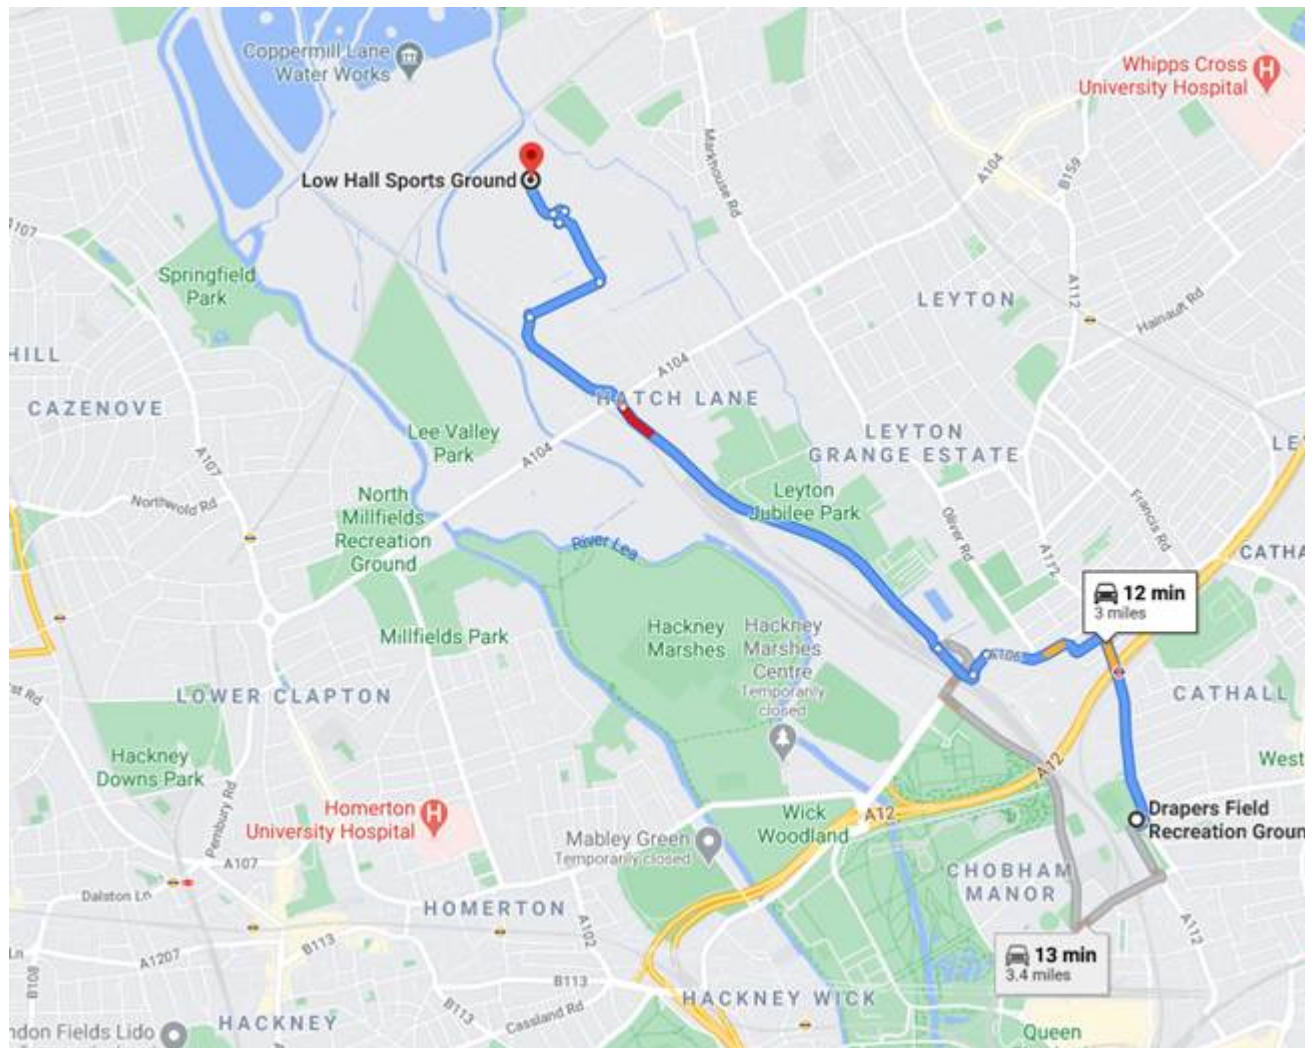 Coppermill Lane
Water Works
Whipps Cross
University Hospital
Low Hall Sports Ground
Markhouse Rd
A104
B159
A107
Springfield
Park
LEYTON
A112
Hainault Rd
HILL
A104
HATCH LANE
CAZENOVE
Lee Valley
Park
A104
A107
LEYTON
GRANGE ESTATE
LE
Northwold Rd
North
Millfields
Recreation
Ground
Leyton
Jubilee Park
Oliver Rd
Francis Rd
A112
River Lea
CATHA
12 min
3 miles
Millfields Park
Hackney
Marshes
Hackney
Marshes
Centre
Temporarily
closed
A106
st Rd
LOWER CLAPTON
CATHALL
Hackney
Downs Park
A12
West
Pembury Rd
Homerton
University Hospital
Wick
Woodland
A12
Drapers Field
Recreation Groun
Mabley Green
Temporarily closed
A107
CHOBHAM
MANOR
Dalston Ln
HOMERTON
A102
A112
Ln
A1207
B113
13 min
3.4 miles
B108
B113
B113
HACKNEY WICK
Cassland Rd
HACKNEY
ndon Fields Lido
Queen